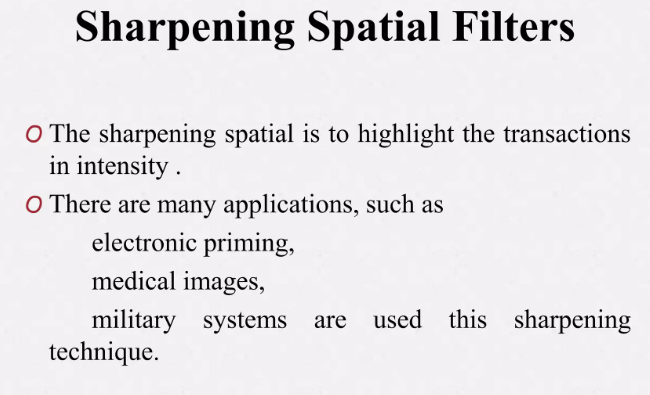 Sharpening Spatial Filters
The sharpening spatial is to highlight the transactions
in intensity .
There are many applications, such as
electronic priming,
medical images,
military systems are used this sharpening
technique.